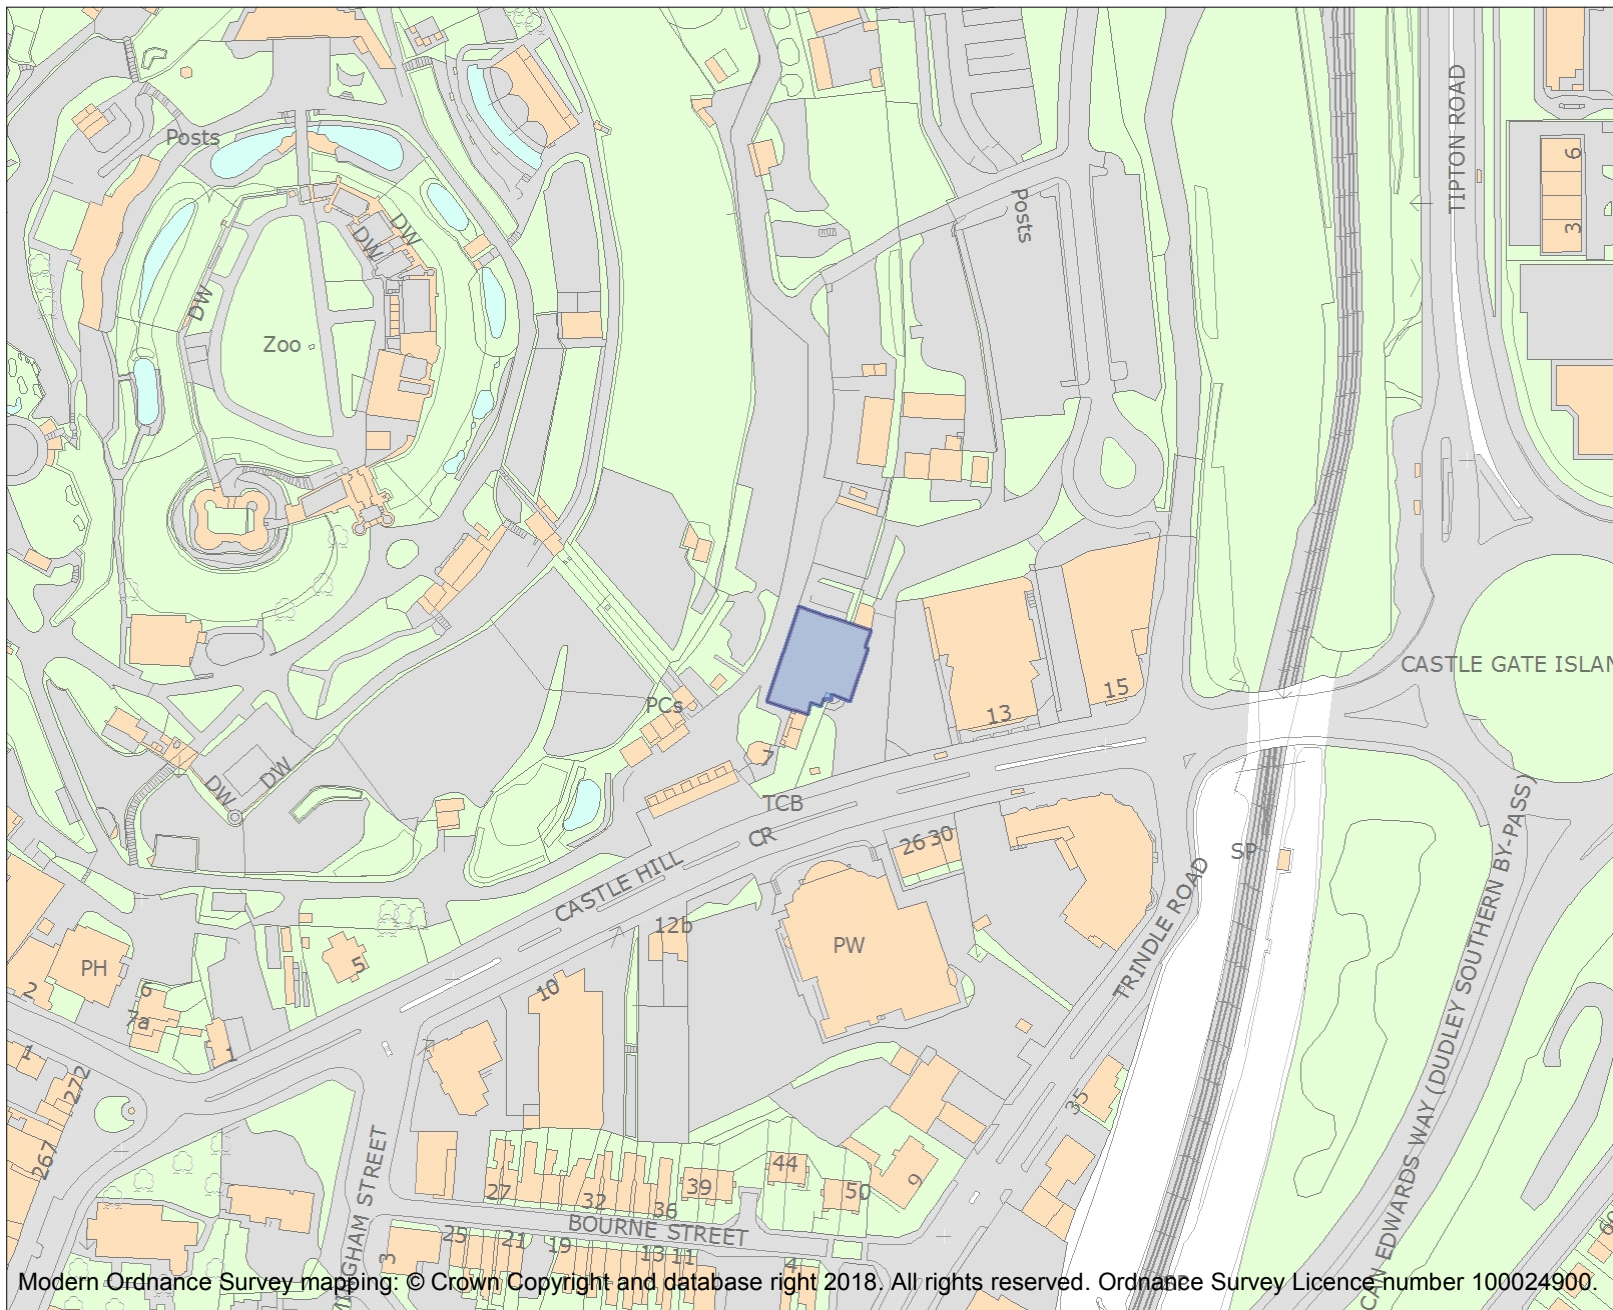 TIPTON ROAD
Posts
6
Posts
DW
DW
3
DW
Zoo
CASTLE GATE ISLAN
15
PCs
13
7
DW
DW
TCB
CR
26 30
SP
CASTLE HILL
TRINDLE ROAD
CAN EDWARDS WAY (DUDLEY SOUTHERN BY-PASS)
12b
PW
PH
5
2
6
10
7a
1
1
7
272
35
267
44
27
39
50
9
32
36
BOURNE STREET
MINGHAM STREET
25
21
19
3
13 11
4
Modern Ordnance Survey mapping: © Crown Copyright and database right 2018. All rights reserved. Ordnance Survey Licence number 100024900.